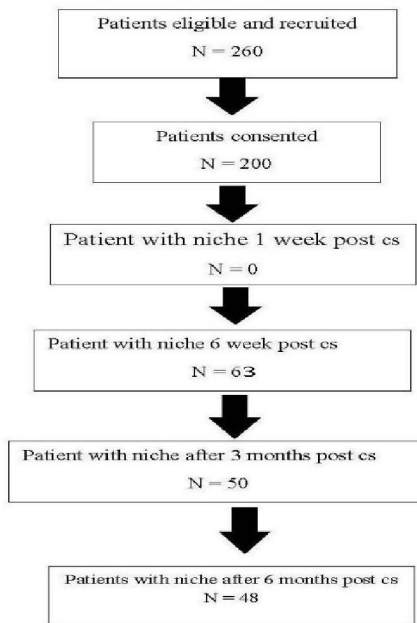 Patients eligible and recruited
N = 260
Patients consented
N = 200
Patient with niche 1 week post cs
N = 0
Patient with niche 6 week post cs
N = 63
Patient with niche after 3 months post cs
N = 50
Patients with niche after 6 months post cs
N = 48